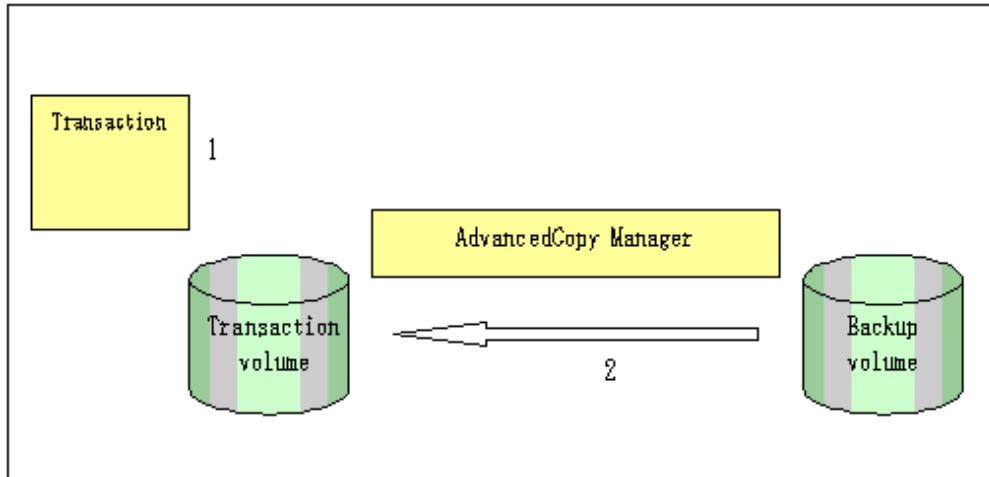 Transaction
1
AdvancedCopy Manager
Transaction
volume
Backup
volume
2